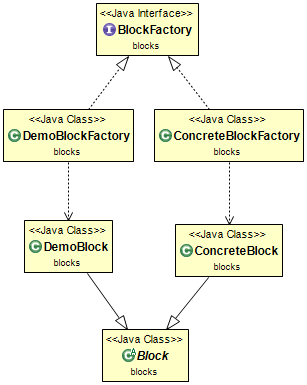 <<Java Interface>>
BlockFactory
blocks
<<Java Class>>
DemoBlockFactory
blocks
<<Java Class>>
ConcreteBlockFactory
blocks
<<Java Class>>
DemoBlock
blocks
<<Java Class>>
ConcreteBlock
blocks
<<Java Class>>
Block
blocks